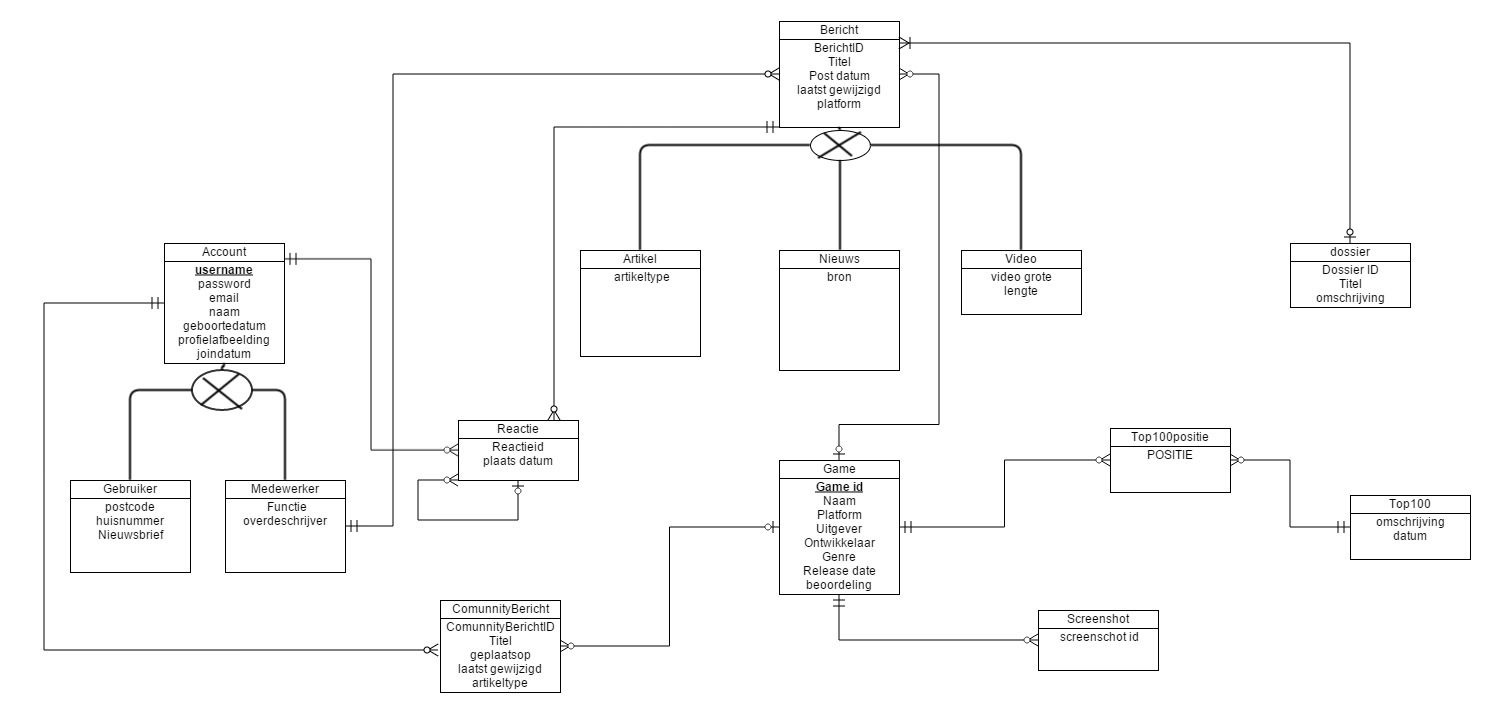 Bericht
BerichtID
Titel
Post datum
laatst gewijzigd
platform
Account
username
password
email
naam
geboortedatum
profielafbeelding
joindatum
Artikel
artikeltype
Nieuws
bron
Video
video grote
lengte
dossier
Dossier ID
Titel
omschrijving
Reactie
Reactieid
plaats datum
Gebruiker
postcode
huisnummer
Nieuwsbrief
Medewerker
Functie
overdeschrijver
Game
Game id
Naam
Platform
Uitgever
Ontwikkelaar
Genre
Release date
beoordeling
Top100positie
POSITIE
Top100
omschrijving
datum
ComunnityBericht
ComunnityBerichtID
Titel
geplaatsop
laatst gewijzigd
artikeltype
Screenshot
screenschot id